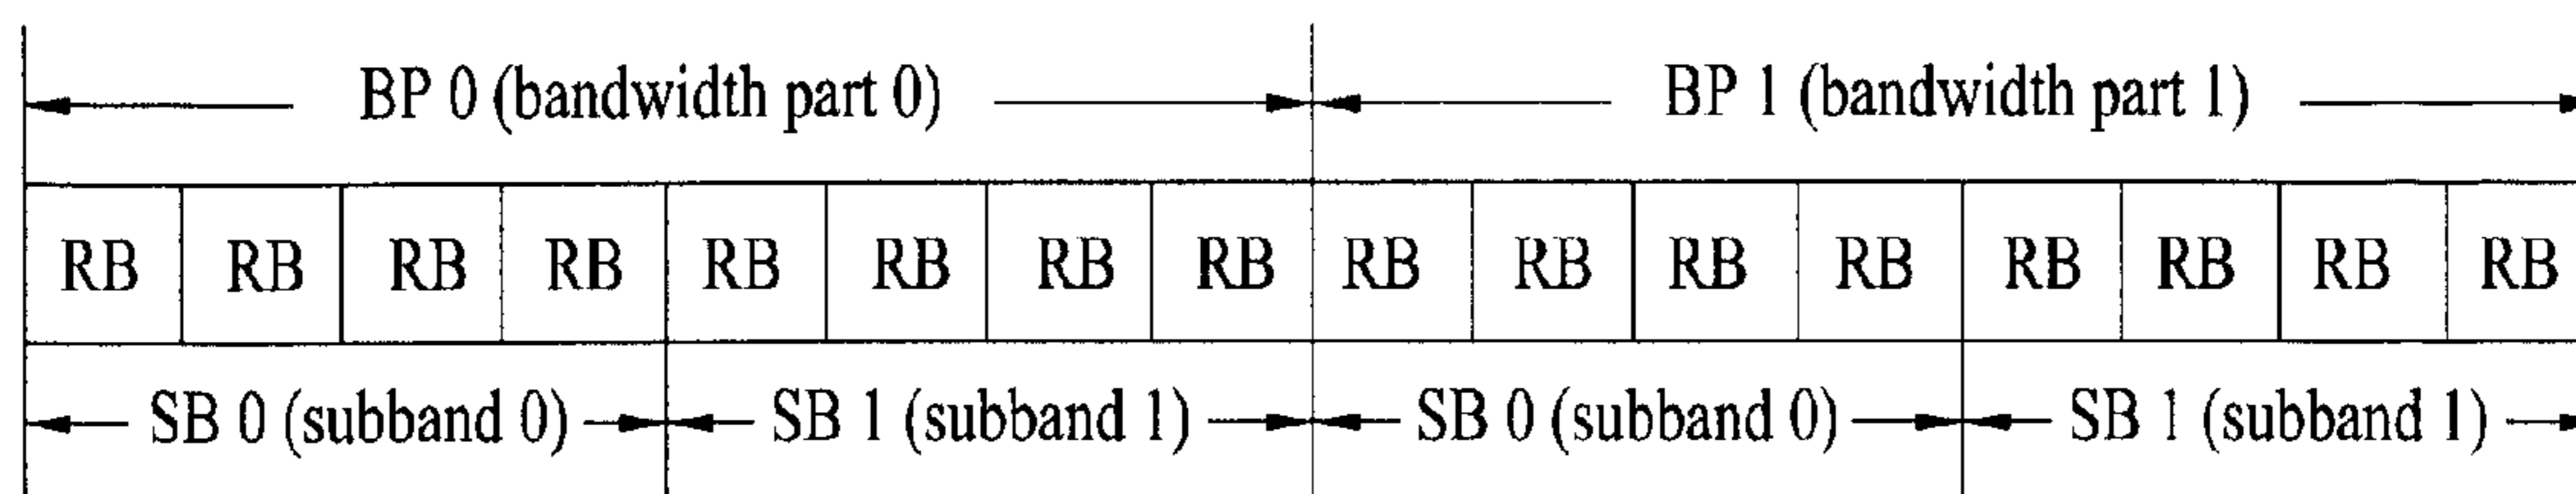 BP 0 (bandwidth part 0) BP 1 (bandwidth part 1)
RB RB RB RB RB RB RB RB RB RB RB RB RB RB RB RB
SB 0 (subband 0) SB 1 (subband 1) SB 0 (subband 0) SB 1 (subband 1)